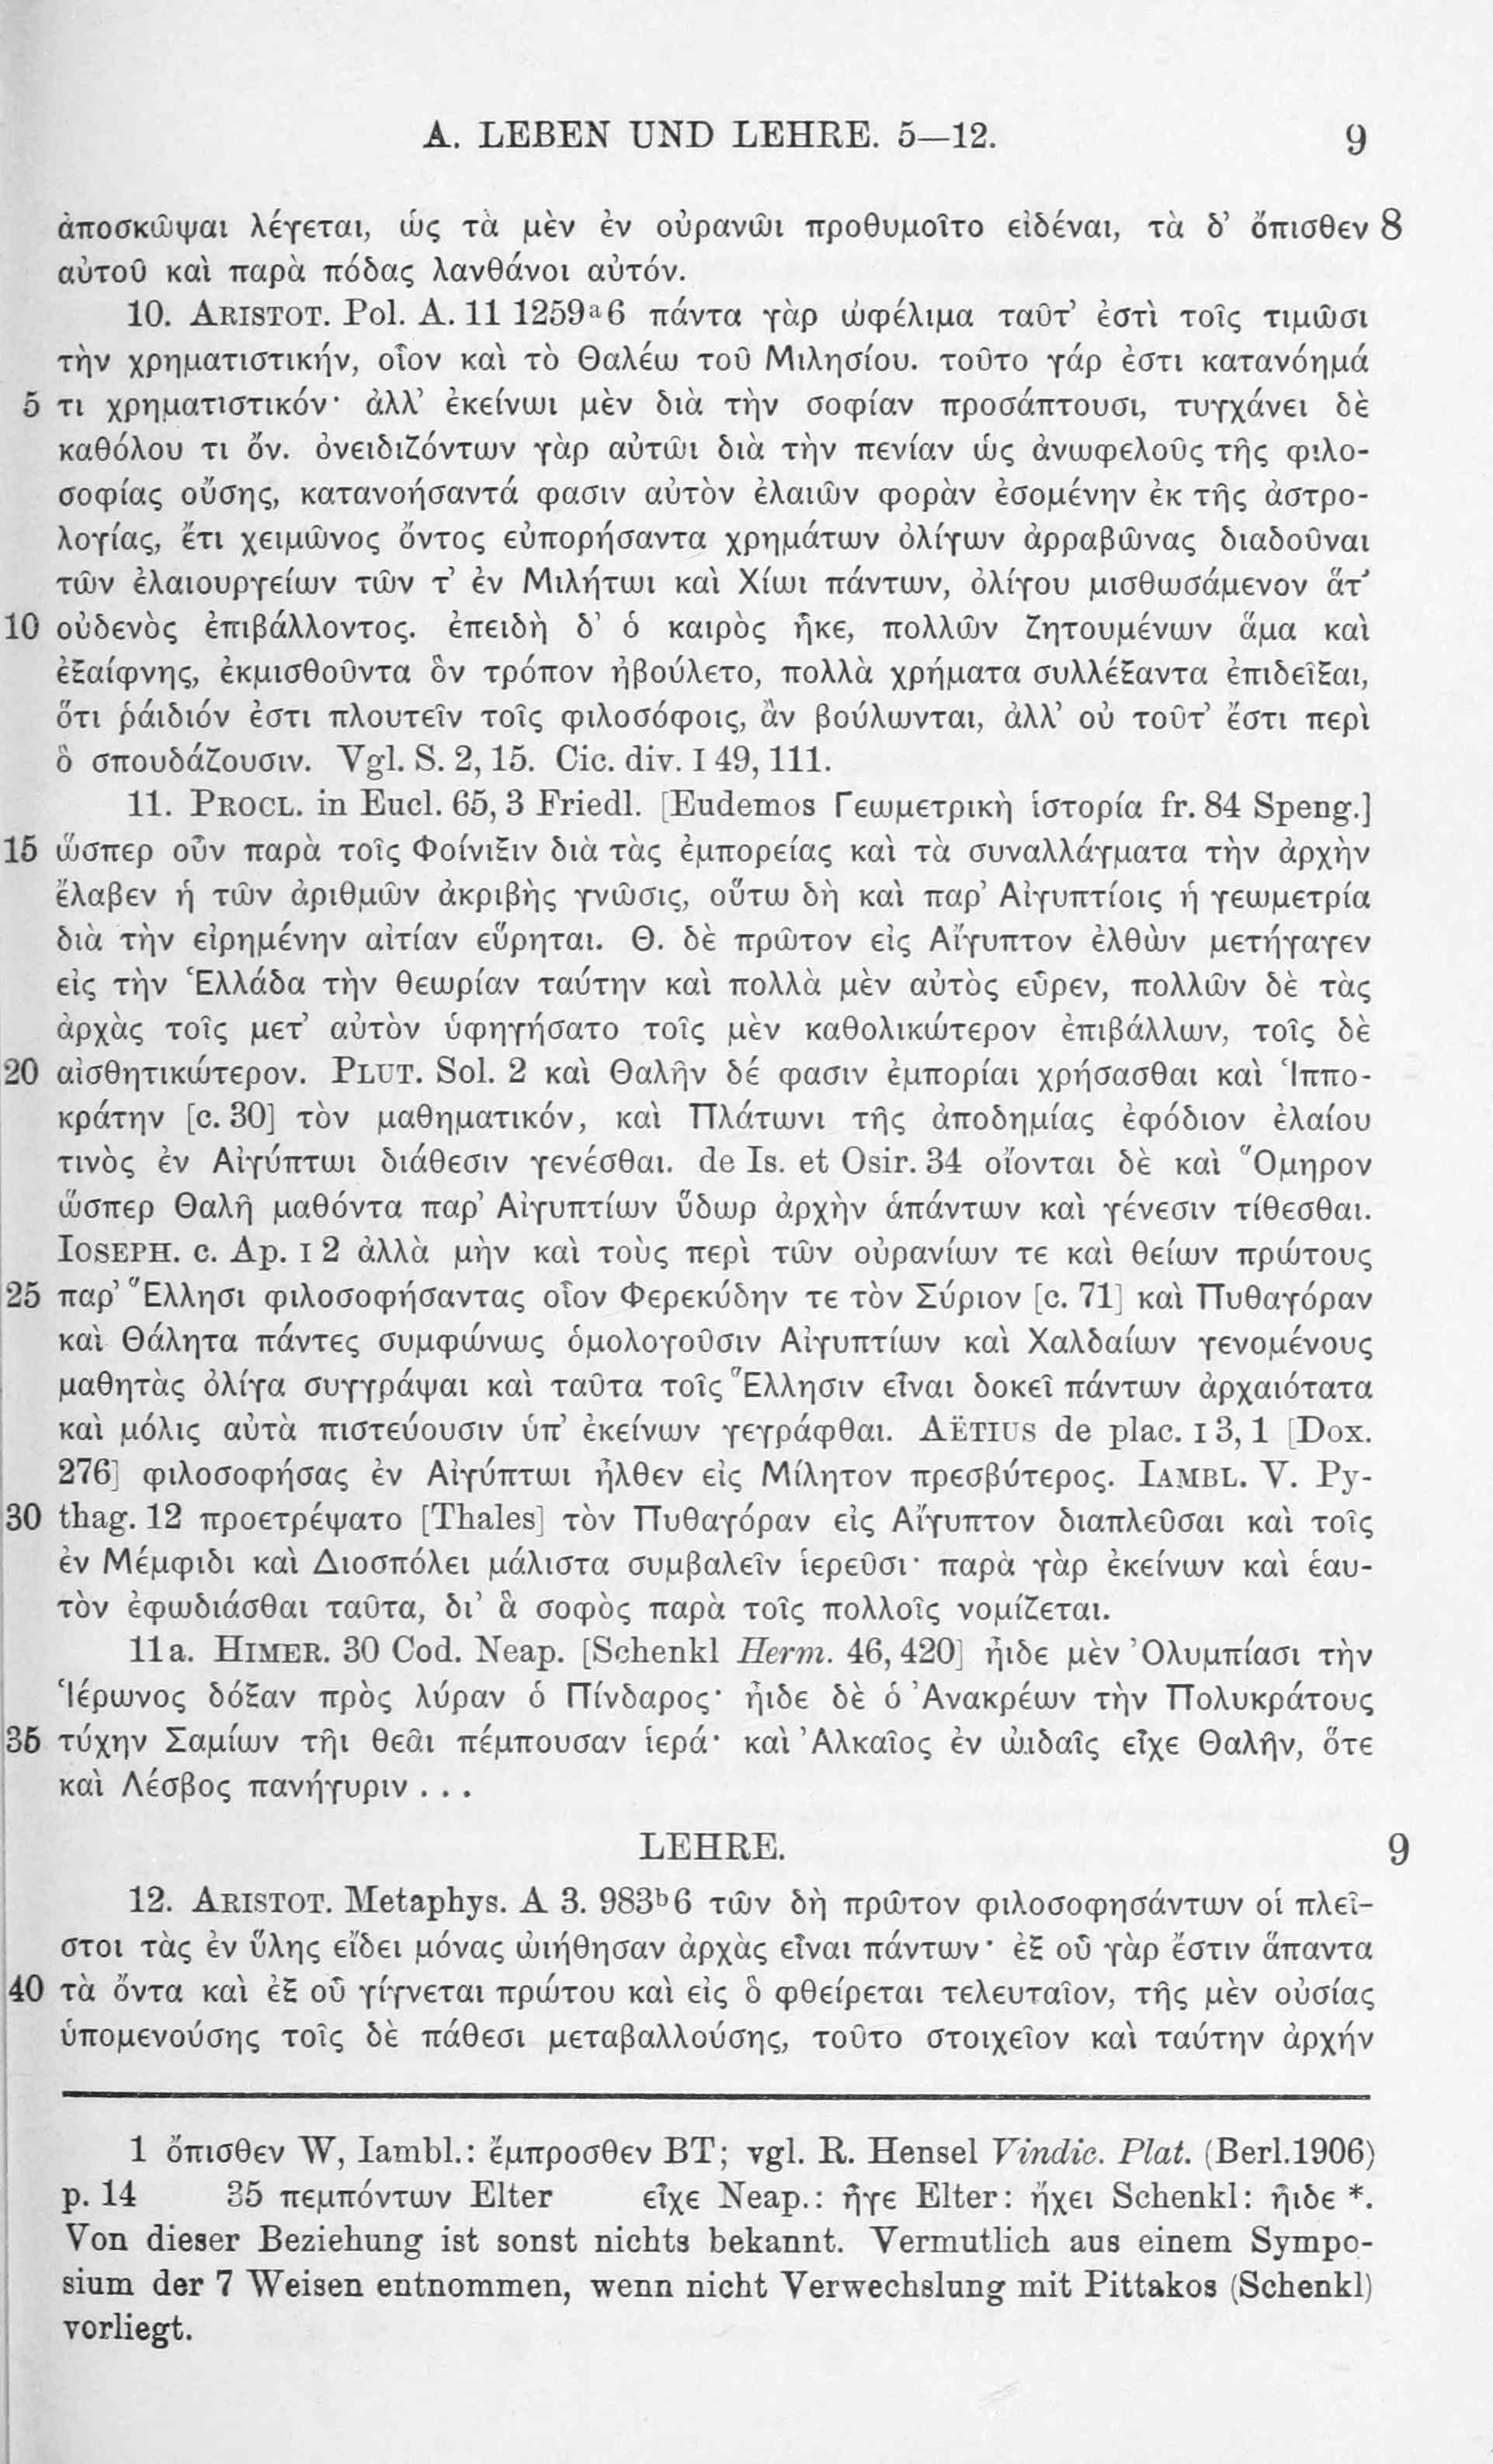 A. LEBEN UND LEHRE. 5—12. 9
ἀποσκῶψαι λέγεται, ὡς τὰ μὲν ἐν οὐρανῶι προθυμοῖτο εἰδέναι, τὰ δ’ ὄπισθεν 8
αὐτοῦ καὶ παρὰ πόδας λανθάνοι αὐτόν.
10. ARISTOT. Pol. A. 11 1259ᵃ6 πάντα γὰρ ὠφέλιμα ταῦτ’ ἐστὶ τοῖς τιμῶσι
τὴν χρηματιστικήν, οἷον καὶ τὸ Θαλέω τοῦ Μιλησίου. τοῦτο γάρ ἐστι κατανόημά
5 τι χρηματιστικόν· ἀλλ’ ἐκείνωι μὲν διὰ τὴν σοφίαν προσάπτουσι, τυγχάνει δὲ
καθόλου τι ὄν. ὀνειδιζόντων γὰρ αὐτῶι διὰ τὴν πενίαν ὡς ἀνωφελοῦς τῆς φιλο-
σοφίας οὔσης, κατανοήσαντά φασιν αὐτὸν ἐλαιῶν φορὰν ἐσομένην ἐκ τῆς ἀστρο-
λογίας, ἔτι χειμῶνος ὄντος εὐπορήσαντα χρημάτων ὀλίγων ἀρραβῶνας διαδοῦναι
τῶν ἐλαιουργείων τῶν τ’ ἐν Μιλήτωι καὶ Χίωι πάντων, ὀλίγου μισθωσάμενον ἅτ’
10 οὐδενὸς ἐπιβάλλοντος. ἐπειδὴ δ’ ὁ καιρὸς ἧκε, πολλῶν ζητουμένων ἅμα καὶ
ἐξαίφνης, ἐκμισθοῦντα ὃν τρόπον ἠβούλετο, πολλὰ χρήματα συλλέξαντα ἐπιδεῖξαι,
ὅτι ῥάιδιόν ἐστι πλουτεῖν τοῖς φιλοσόφοις, ἂν βούλωνται, ἀλλ’ οὐ τοῦτ’ ἔστι περὶ
ὃ σπουδάζουσιν. Vgl. S. 2, 15. Cic. div. I 49, 111.
11. PROCL. in Eucl. 65, 3 Friedl. [Eudemos Γεωμετρικὴ ἱστορία fr. 84 Speng.]
15 ὥσπερ οὖν παρὰ τοῖς Φοίνιξιν διὰ τὰς ἐμπορείας καὶ τὰ συναλλάγματα τὴν ἀρχὴν
ἔλαβεν ἡ τῶν ἀριθμῶν ἀκριβὴς γνῶσις, οὕτω δὴ καὶ παρ’ Αἰγυπτίοις ἡ γεωμετρία
διὰ τὴν εἰρημένην αἰτίαν εὕρηται. Θ. δὲ πρῶτον εἰς Αἴγυπτον ἐλθὼν μετήγαγεν
εἰς τὴν Ἑλλάδα τὴν θεωρίαν ταύτην καὶ πολλὰ μὲν αὐτὸς εὗρεν, πολλῶν δὲ τὰς
ἀρχὰς τοῖς μετ’ αὐτὸν ὑφηγήσατο τοῖς μὲν καθολικώτερον ἐπιβάλλων, τοῖς δὲ
20 αἰσθητικώτερον. PLUT. Sol. 2 καὶ Θαλῆν δέ φασιν ἐμπορίαι χρήσασθαι καὶ Ἱππο-
κράτην [c. 30] τὸν μαθηματικόν, καὶ Πλάτωνι τῆς ἀποδημίας ἐφόδιον ἐλαίου
τινὸς ἐν Αἰγύπτωι διάθεσιν γενέσθαι. de Is. et Osir. 34 οἴονται δὲ καὶ Ὅμηρον
ὥσπερ Θαλῆ μαθόντα παρ’ Αἰγυπτίων ὕδωρ ἀρχὴν ἁπάντων καὶ γένεσιν τίθεσθαι.
IOSEPH. c. Ap. I 2 ἀλλὰ μὴν καὶ τοὺς περὶ τῶν οὐρανίων τε καὶ θείων πρώτους
25 παρ’ Ἕλλησι φιλοσοφήσαντας οἷον Φερεκύδην τε τὸν Σύριον [c. 71] καὶ Πυθαγόραν
καὶ Θάλητα πάντες συμφώνως ὁμολογοῦσιν Αἰγυπτίων καὶ Χαλδαίων γενομένους
μαθητὰς ὀλίγα συγγράψαι καὶ ταῦτα τοῖς Ἕλλησιν εἶναι δοκεῖ πάντων ἀρχαιότατα
καὶ μόλις αὐτὰ πιστεύουσιν ὑπ’ ἐκείνων γεγράφθαι. AËTIUS de plac. I 3, 1 [Dox.
276] φιλοσοφήσας ἐν Αἰγύπτωι ἦλθεν εἰς Μίλητον πρεσβύτερος. IAMBL. V. Py-
30 thag. 12 προετρέψατο [Thales] τὸν Πυθαγόραν εἰς Αἴγυπτον διαπλεῦσαι καὶ τοῖς
ἐν Μέμφιδι καὶ Διοσπόλει μάλιστα συμβαλεῖν ἱερεῦσι· παρὰ γὰρ ἐκείνων καὶ ἑαυ-
τὸν ἐφωδιάσθαι ταῦτα, δι’ ἃ σοφὸς παρὰ τοῖς πολλοῖς νομίζεται.
11a. HIMER. 30 Cod. Neap. [Schenkl Herm. 46, 420] ἦιδε μὲν Ὀλυμπίασι τὴν
Ἱέρωνος δόξαν πρὸς λύραν ὁ Πίνδαρος· ἦιδε δὲ ὁ Ἀνακρέων τὴν Πολυκράτους
35 τύχην Σαμίων τῆι θεᾶι πέμπουσαν ἱερά· καὶ Ἀλκαῖος ἐν ὠιδαῖς εἶχε Θαλῆν, ὅτε
καὶ Λέσβος πανήγυριν . . .
LEHRE. 9
12. ARISTOT. Metaphys. A 3. 983ᵇ6 τῶν δὴ πρῶτον φιλοσοφησάντων οἱ πλεῖ-
στοι τὰς ἐν ὕλης εἴδει μόνας ὠιήθησαν ἀρχὰς εἶναι πάντων· ἐξ οὗ γὰρ ἔστιν ἅπαντα
40 τὰ ὄντα καὶ ἐξ οὗ γίγνεται πρώτου καὶ εἰς ὃ φθείρεται τελευταῖον, τῆς μὲν οὐσίας
ὑπομενούσης τοῖς δὲ πάθεσι μεταβαλλούσης, τοῦτο στοιχεῖον καὶ ταύτην ἀρχήν
1 ὄπισθεν W, Iambl.: ἔμπροσθεν BT; vgl. R. Hensel Vindic. Plat. (Berl.1906)
p. 14 35 πεμπόντων Elter εἶχε Neap.: ἦγε Elter: ἤχει Schenkl: ἦιδε *.
Von dieser Beziehung ist sonst nichts bekannt. Vermutlich aus einem Sympo-
sium der 7 Weisen entnommen, wenn nicht Verwechslung mit Pittakos (Schenkl)
vorliegt.